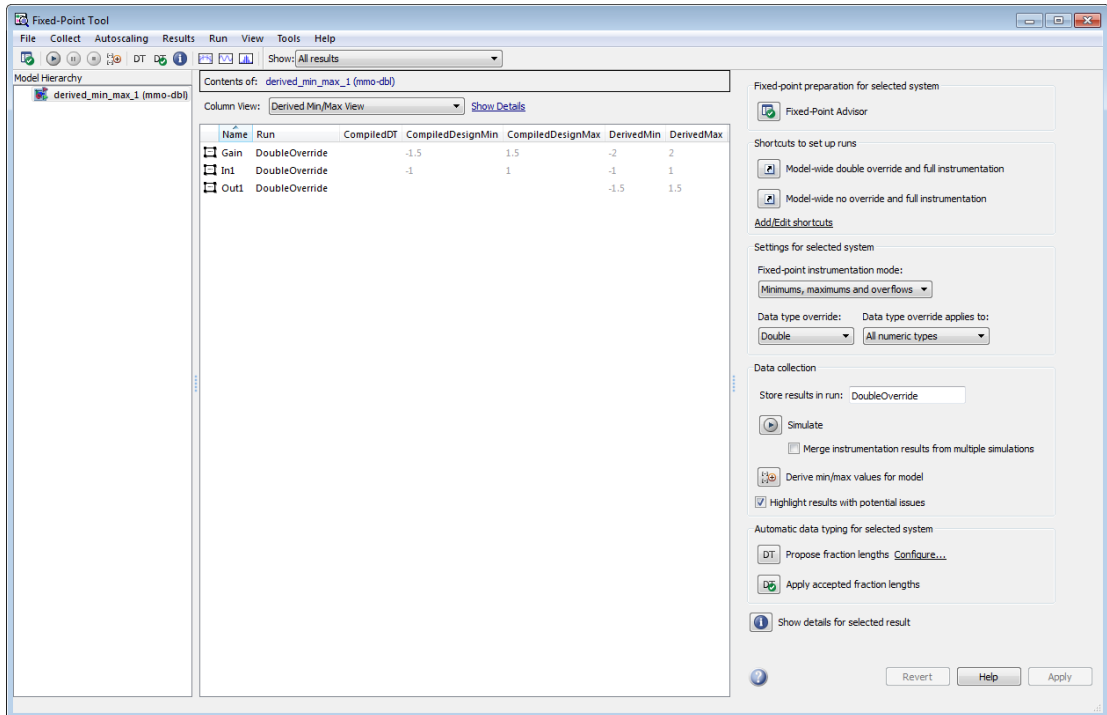 Fixed-Point Tool
File Collect Autoscaling Results Run View Tools Help
DT Show: All results
Model Hierarchy
derived_min_max_1 (mmo-dbl)
Contents of: derived_min_max_1 (mmo-dbl)
Column View: Derived Min/Max View Show Details
Name Run CompiledDT CompiledDesignMin CompiledDesignMax DerivedMin DerivedMax
Gain DoubleOverride -1.5 1.5 -2 2
In1 DoubleOverride -1 1 -1 1
Out1 DoubleOverride -1.5 1.5
Fixed-point preparation for selected system
Fixed-Point Advisor
Shortcuts to set up runs
Model-wide double override and full instrumentation
Model-wide no override and full instrumentation
Add/Edit shortcuts
Settings for selected system
Fixed-point instrumentation mode:
Minimums, maximums and overflows
Data type override: Data type override applies to:
Double All numeric types
Data collection
Store results in run: DoubleOverride
Simulate
Merge instrumentation results from multiple simulations
Derive min/max values for model
Highlight results with potential issues
Automatic data typing for selected system
DT Propose fraction lengths Configure...
Apply accepted fraction lengths
Show details for selected result
Revert Help Apply